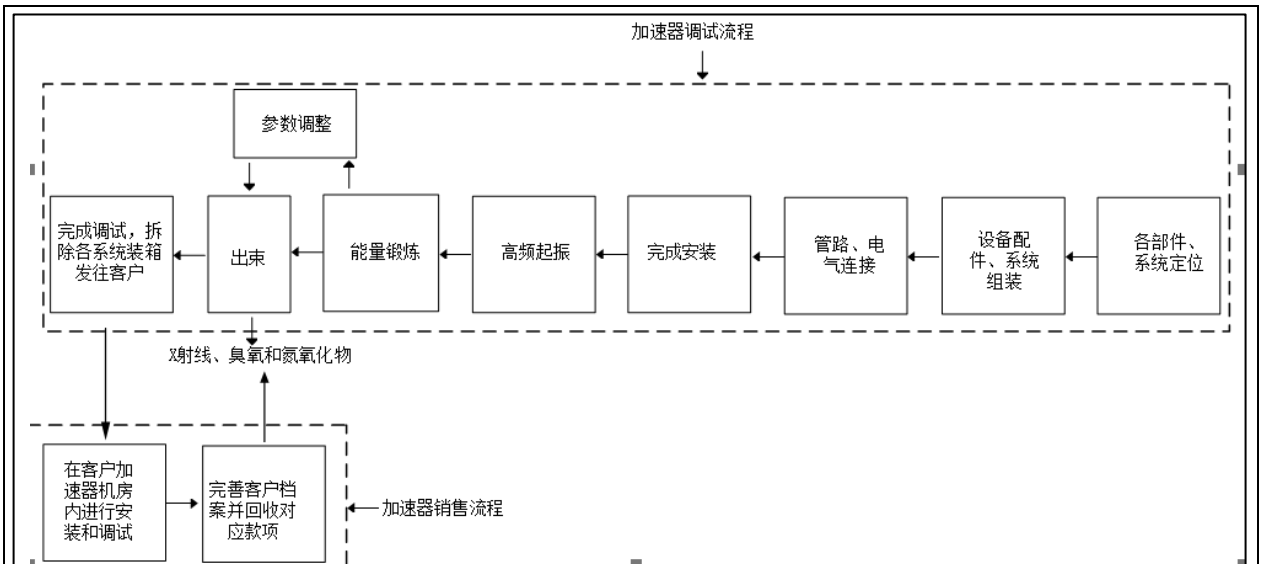 加速器调试流程
参数调整
完成调试，拆
除各系统装箱
发往客户
出束
能量锻炼
高频起振
完成安装
管路、电
气连接
设备配
件、系统
组装
各部件、
系统定位
X射线、臭氧和氮氧化物
在客户加
速器机房
内进行安
装和调试
完善客户档
案并回收对
应款项
加速器销售流程